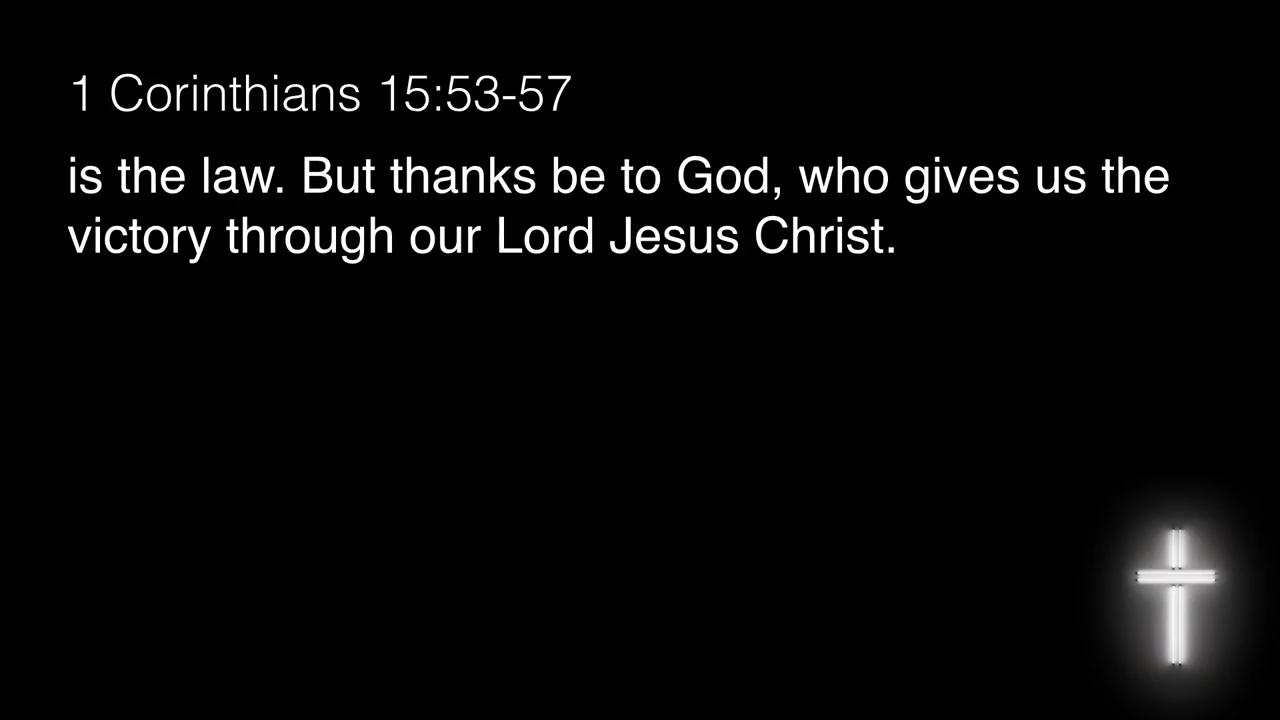 1 Corinthians 15:53-57
is the law. But thanks be to God, who gives us the
victory through our Lord Jesus Christ.